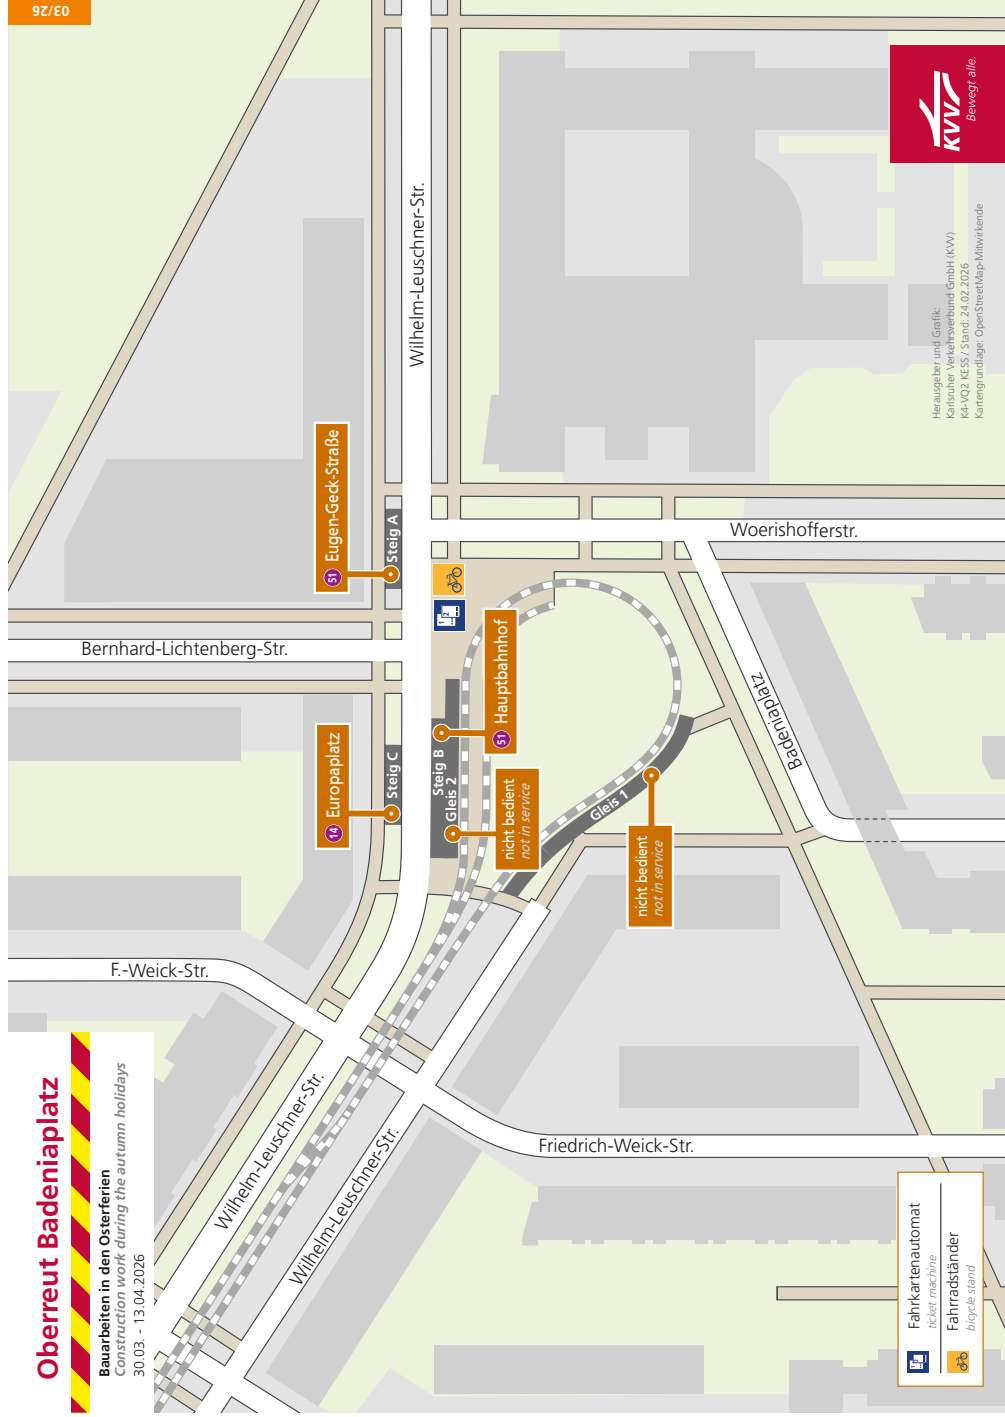 Oberreut Badeniaplatz
Bauarbeiten in den Osterferien
Construction work during the autumn holidays
30.03. - 13.04.2026
03/26
KVV
Bewegt alle.
Wilhelm-Leuschner-Str.
Wilhelm-Leuschner-Str.
Wilhelm-Leuschner-Str.
F.-Weick-Str.
Friedrich-Weick-Str.
Bernhard-Lichtenberg-Str.
Woerishofferstr.
Badeniaplatz
14 Europaplatz
Steig C
51 Eugen-Geck-Straße
Steig A
Steig B
Gleis 2
51 Hauptbahnhof
nicht bedient
not in service
Gleis 1
nicht bedient
not in service
Fahrkartenautomat
ticket machine
Fahrradständer
bicycle stand
Herausgeber und Grafik:
Karlsruher Verkehrsverbund GmbH (KVV)
K4-VQ2 KESS / Stand: 24.02.2026
Kartengrundlage: OpenStreetMap-Mitwirkende